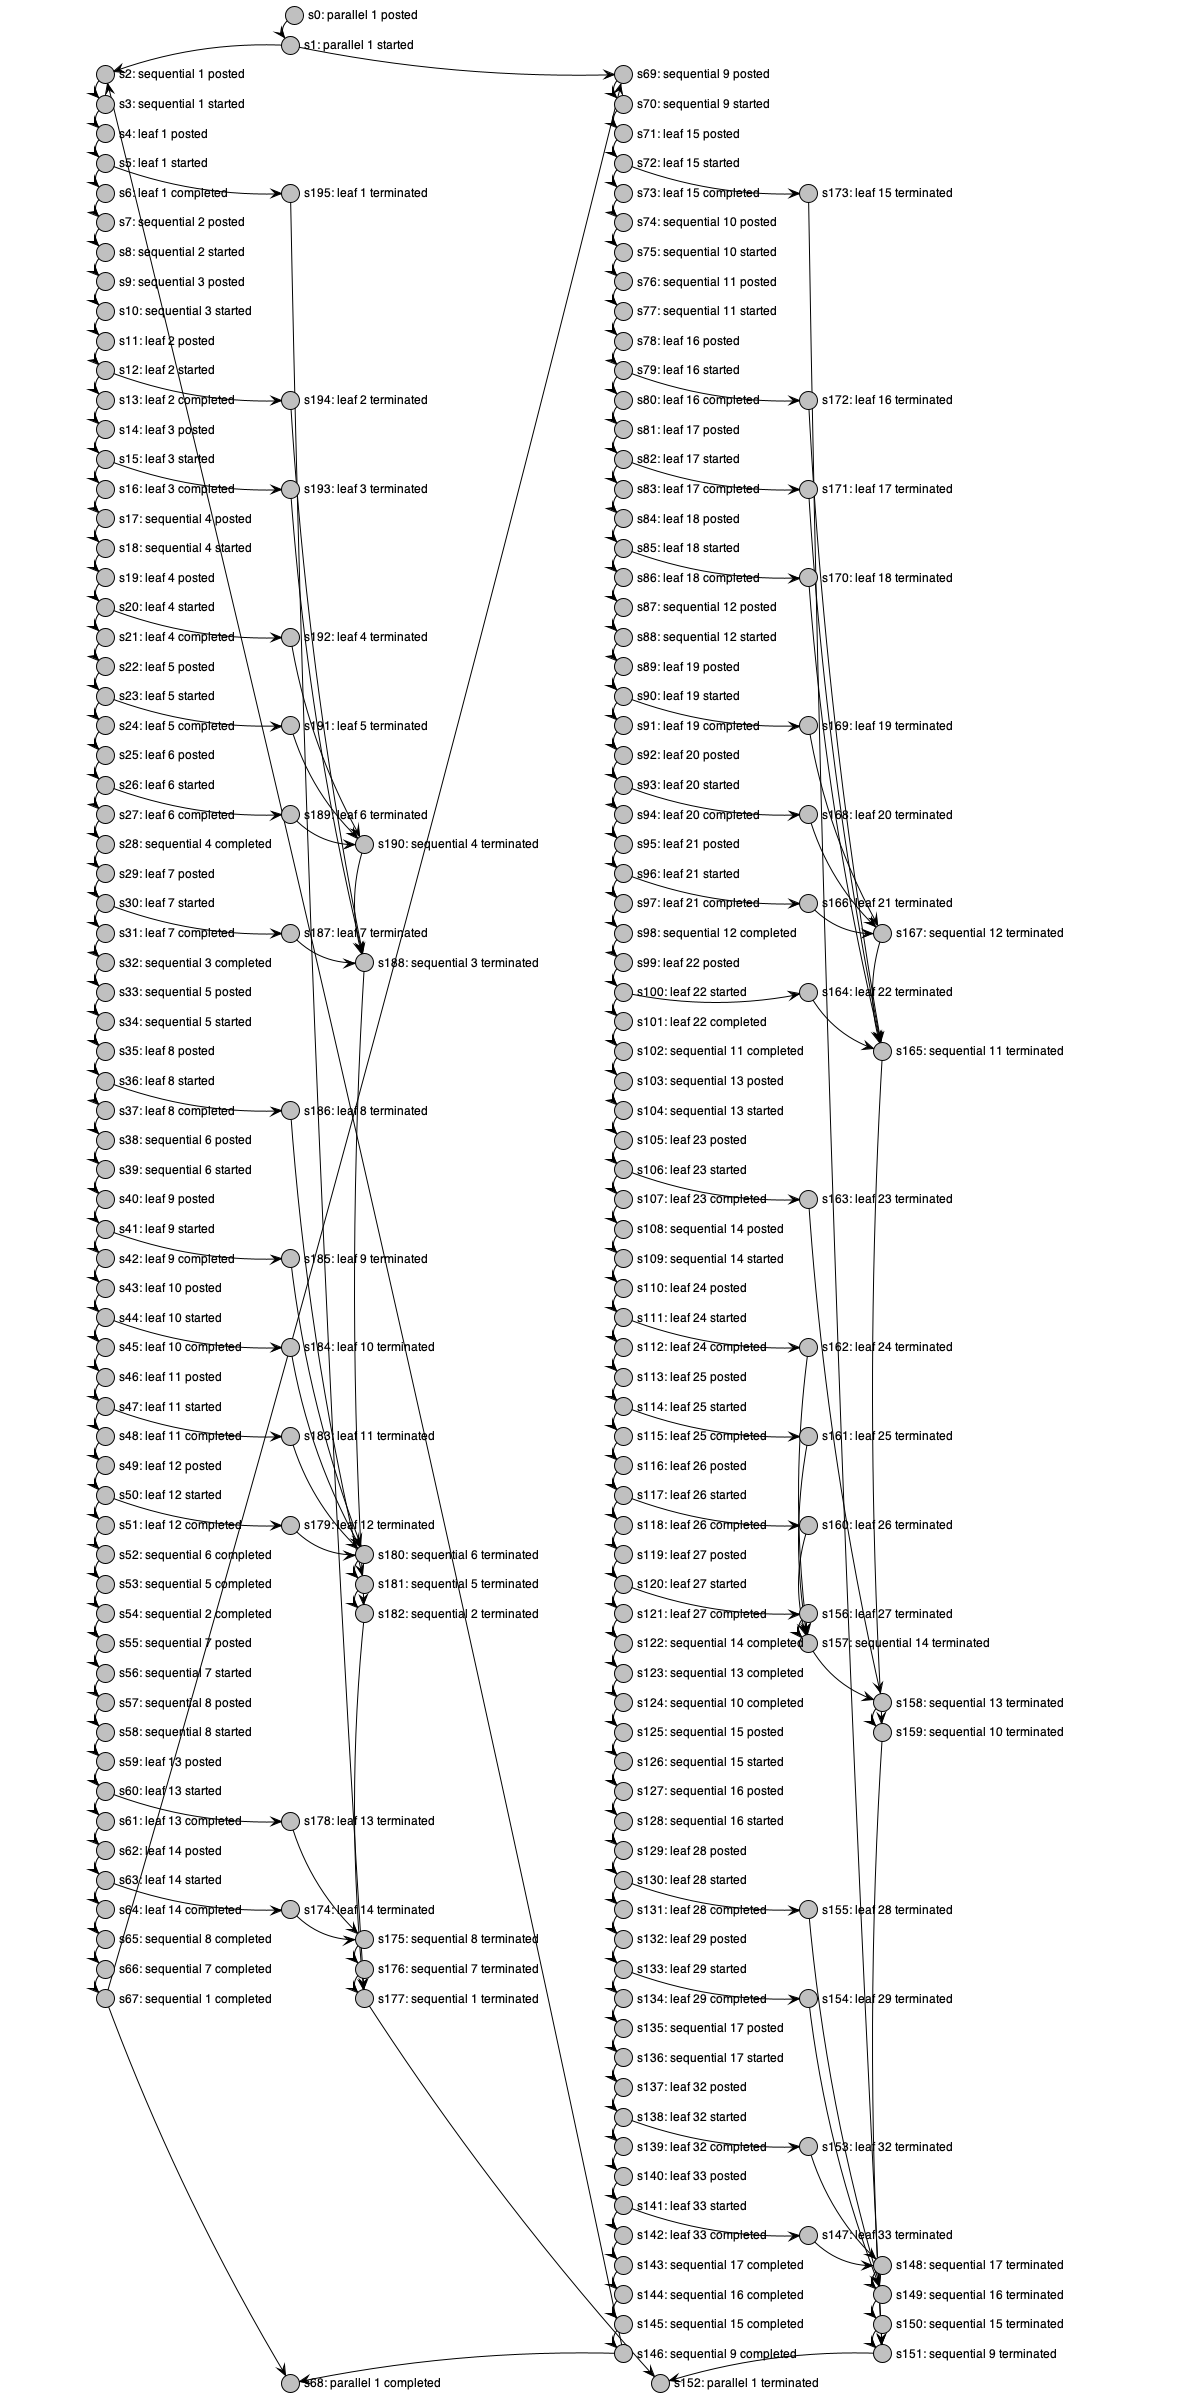 s0: parallel 1 posted
s1: parallel 1 started
s2: sequential 1 posted
s3: sequential 1 started
s4: leaf 1 posted
s5: leaf 1 started
s6: leaf 1 completed
s7: sequential 2 posted
s8: sequential 2 started
s9: sequential 3 posted
s10: sequential 3 started
s11: leaf 2 posted
s12: leaf 2 started
s13: leaf 2 completed
s14: leaf 3 posted
s15: leaf 3 started
s16: leaf 3 completed
s17: sequential 4 posted
s18: sequential 4 started
s19: leaf 4 posted
s20: leaf 4 started
s21: leaf 4 completed
s22: leaf 5 posted
s23: leaf 5 started
s24: leaf 5 completed
s25: leaf 6 posted
s26: leaf 6 started
s27: leaf 6 completed
s28: sequential 4 completed
s29: leaf 7 posted
s30: leaf 7 started
s31: leaf 7 completed
s32: sequential 3 completed
s33: sequential 5 posted
s34: sequential 5 started
s35: leaf 8 posted
s36: leaf 8 started
s37: leaf 8 completed
s38: sequential 6 posted
s39: sequential 6 started
s40: leaf 9 posted
s41: leaf 9 started
s42: leaf 9 completed
s43: leaf 10 posted
s44: leaf 10 started
s45: leaf 10 completed
s46: leaf 11 posted
s47: leaf 11 started
s48: leaf 11 completed
s49: leaf 12 posted
s50: leaf 12 started
s51: leaf 12 completed
s52: sequential 6 completed
s53: sequential 5 completed
s54: sequential 2 completed
s55: sequential 7 posted
s56: sequential 7 started
s57: sequential 8 posted
s58: sequential 8 started
s59: leaf 13 posted
s60: leaf 13 started
s61: leaf 13 completed
s62: leaf 14 posted
s63: leaf 14 started
s64: leaf 14 completed
s65: sequential 8 completed
s66: sequential 7 completed
s67: sequential 1 completed
s195: leaf 1 terminated
s194: leaf 2 terminated
s193: leaf 3 terminated
s192: leaf 4 terminated
s191: leaf 5 terminated
s189: leaf 6 terminated
s190: sequential 4 terminated
s187: leaf 7 terminated
s188: sequential 3 terminated
s186: leaf 8 terminated
s185: leaf 9 terminated
s184: leaf 10 terminated
s183: leaf 11 terminated
s179: leaf 12 terminated
s180: sequential 6 terminated
s181: sequential 5 terminated
s182: sequential 2 terminated
s178: leaf 13 terminated
s174: leaf 14 terminated
s175: sequential 8 terminated
s176: sequential 7 terminated
s177: sequential 1 terminated
s68: parallel 1 completed
s69: sequential 9 posted
s70: sequential 9 started
s71: leaf 15 posted
s72: leaf 15 started
s73: leaf 15 completed
s74: sequential 10 posted
s75: sequential 10 started
s76: sequential 11 posted
s77: sequential 11 started
s78: leaf 16 posted
s79: leaf 16 started
s80: leaf 16 completed
s81: leaf 17 posted
s82: leaf 17 started
s83: leaf 17 completed
s84: leaf 18 posted
s85: leaf 18 started
s86: leaf 18 completed
s87: sequential 12 posted
s88: sequential 12 started
s89: leaf 19 posted
s90: leaf 19 started
s91: leaf 19 completed
s92: leaf 20 posted
s93: leaf 20 started
s94: leaf 20 completed
s95: leaf 21 posted
s96: leaf 21 started
s97: leaf 21 completed
s98: sequential 12 completed
s99: leaf 22 posted
s100: leaf 22 started
s101: leaf 22 completed
s102: sequential 11 completed
s103: sequential 13 posted
s104: sequential 13 started
s105: leaf 23 posted
s106: leaf 23 started
s107: leaf 23 completed
s108: sequential 14 posted
s109: sequential 14 started
s110: leaf 24 posted
s111: leaf 24 started
s112: leaf 24 completed
s113: leaf 25 posted
s114: leaf 25 started
s115: leaf 25 completed
s116: leaf 26 posted
s117: leaf 26 started
s118: leaf 26 completed
s119: leaf 27 posted
s120: leaf 27 started
s121: leaf 27 completed
s122: sequential 14 completed
s123: sequential 13 completed
s124: sequential 10 completed
s125: sequential 15 posted
s126: sequential 15 started
s127: sequential 16 posted
s128: sequential 16 started
s129: leaf 28 posted
s130: leaf 28 started
s131: leaf 28 completed
s132: leaf 29 posted
s133: leaf 29 started
s134: leaf 29 completed
s135: sequential 17 posted
s136: sequential 17 started
s137: leaf 32 posted
s138: leaf 32 started
s139: leaf 32 completed
s140: leaf 33 posted
s141: leaf 33 started
s142: leaf 33 completed
s143: sequential 17 completed
s144: sequential 16 completed
s145: sequential 15 completed
s146: sequential 9 completed
s152: parallel 1 terminated
s173: leaf 15 terminated
s172: leaf 16 terminated
s171: leaf 17 terminated
s170: leaf 18 terminated
s169: leaf 19 terminated
s168: leaf 20 terminated
s166: leaf 21 terminated
s167: sequential 12 terminated
s164: leaf 22 terminated
s165: sequential 11 terminated
s163: leaf 23 terminated
s162: leaf 24 terminated
s161: leaf 25 terminated
s160: leaf 26 terminated
s156: leaf 27 terminated
s157: sequential 14 terminated
s158: sequential 13 terminated
s159: sequential 10 terminated
s155: leaf 28 terminated
s154: leaf 29 terminated
s153: leaf 32 terminated
s147: leaf 33 terminated
s148: sequential 17 terminated
s149: sequential 16 terminated
s150: sequential 15 terminated
s151: sequential 9 terminated